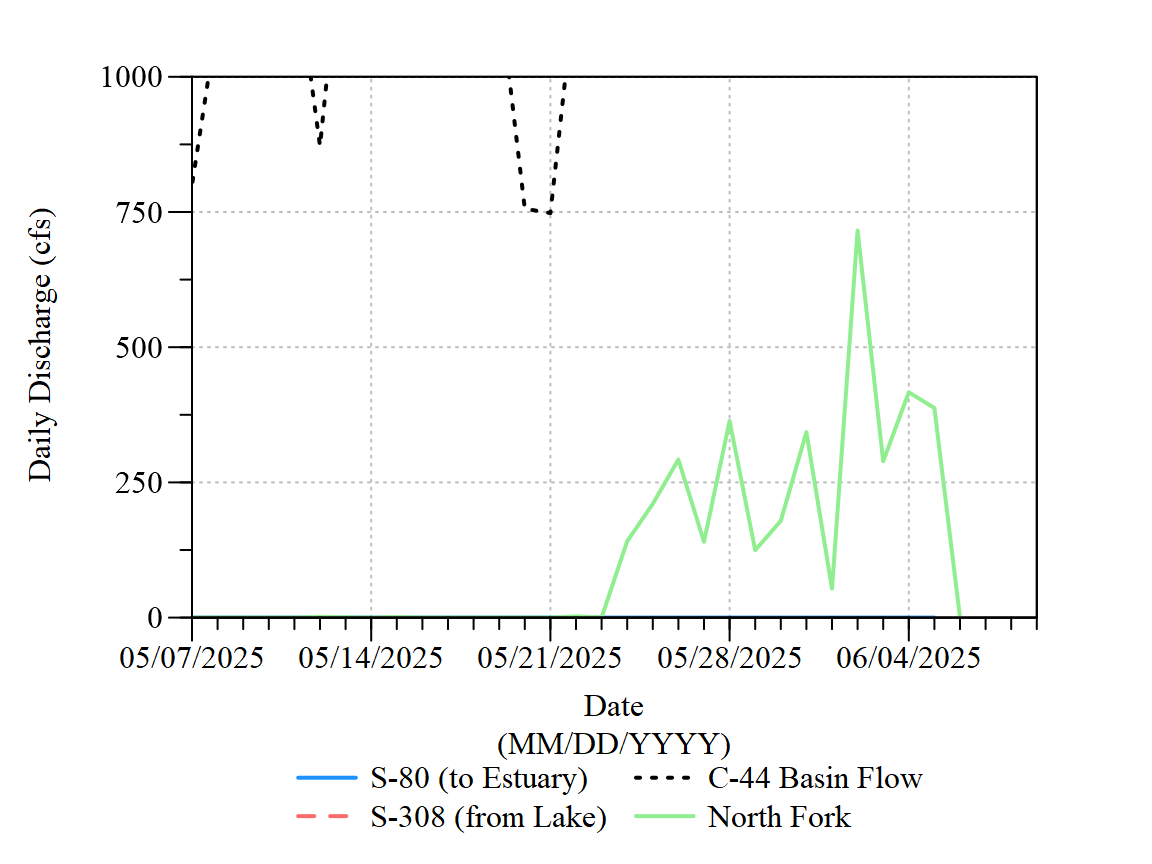 1000
750
500
250
0
Daily Discharge (cfs)
05/07/2025 05/14/2025 05/21/2025 05/28/2025 06/04/2025
Date
(MM/DD/YYYY)
S-80 (to Estuary) C-44 Basin Flow
S-308 (from Lake) North Fork